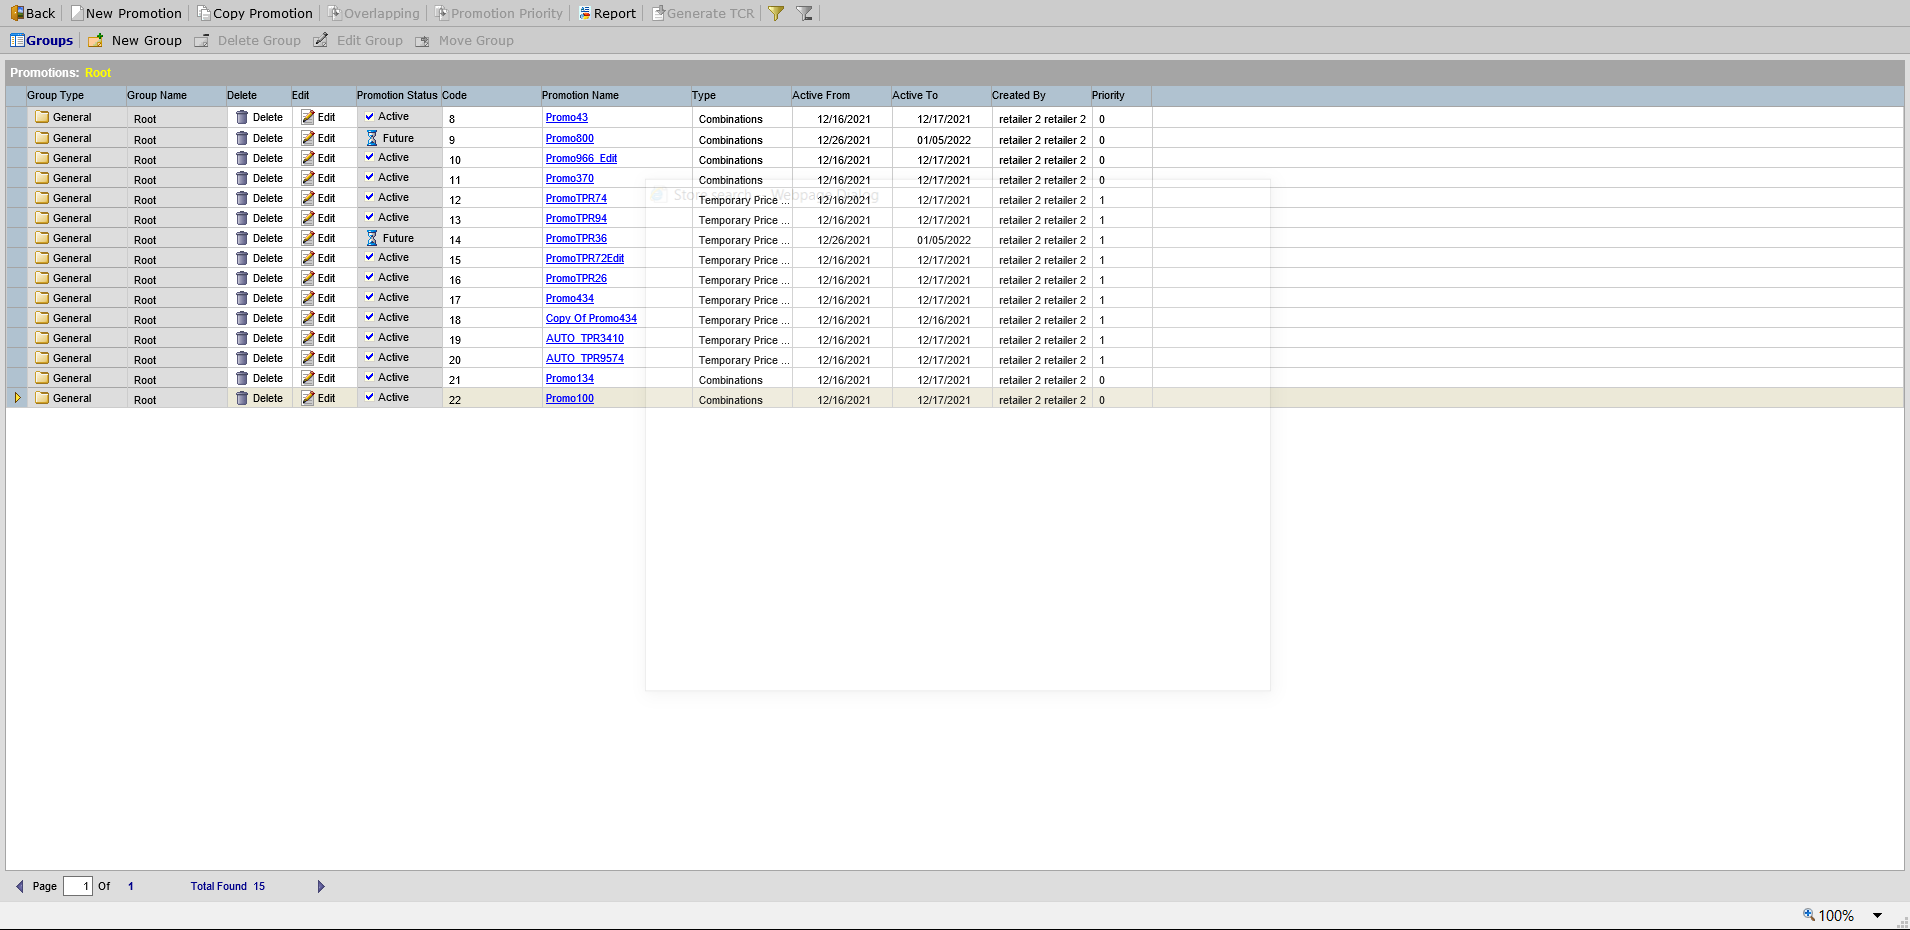 Back New Promotion Copy Promotion Overlapping Promotion Priority Report Generate TCR
Groups New Group Delete Group Edit Group Move Group
Promotions: Root
Group Type Group Name Delete Edit Promotion Status Code Promotion Name Type Active From Active To Created By Priority
General Root Delete Edit Active 8 Promo43 Combinations 12/16/2021 12/17/2021 retailer 2 retailer 2 0
General Root Delete Edit Future 9 Promo800 Combinations 12/26/2021 01/05/2022 retailer 2 retailer 2 0
General Root Delete Edit Active 10 Promo966_Edit Combinations 12/16/2021 12/17/2021 retailer 2 retailer 2 0
General Root Delete Edit Active 11 Promo370 Combinations 12/16/2021 12/17/2021 retailer 2 retailer 2 0
Store search -- Webpage Dialog
General Root Delete Edit Active 12 PromoTPR74 Temporary Price ... 12/16/2021 12/17/2021 retailer 2 retailer 2 1
General Root Delete Edit Active 13 PromoTPR94 Temporary Price ... 12/16/2021 12/17/2021 retailer 2 retailer 2 1
General Root Delete Edit Future 14 PromoTPR36 Temporary Price ... 12/26/2021 01/05/2022 retailer 2 retailer 2 1
General Root Delete Edit Active 15 PromoTPR72Edit Temporary Price ... 12/16/2021 12/17/2021 retailer 2 retailer 2 1
General Root Delete Edit Active 16 PromoTPR26 Temporary Price ... 12/16/2021 12/17/2021 retailer 2 retailer 2 1
General Root Delete Edit Active 17 Promo434 Temporary Price ... 12/16/2021 12/17/2021 retailer 2 retailer 2 1
General Root Delete Edit Active 18 Copy Of Promo434 Temporary Price ... 12/16/2021 12/16/2021 retailer 2 retailer 2 1
General Root Delete Edit Active 19 AUTO_TPR3410 Temporary Price ... 12/16/2021 12/17/2021 retailer 2 retailer 2 1
General Root Delete Edit Active 20 AUTO_TPR9574 Temporary Price ... 12/16/2021 12/17/2021 retailer 2 retailer 2 1
General Root Delete Edit Active 21 Promo134 Combinations 12/16/2021 12/17/2021 retailer 2 retailer 2 0
General Root Delete Edit Active 22 Promo100 Combinations 12/16/2021 12/17/2021 retailer 2 retailer 2 0
Page 1 Of 1 Total Found 15
100%